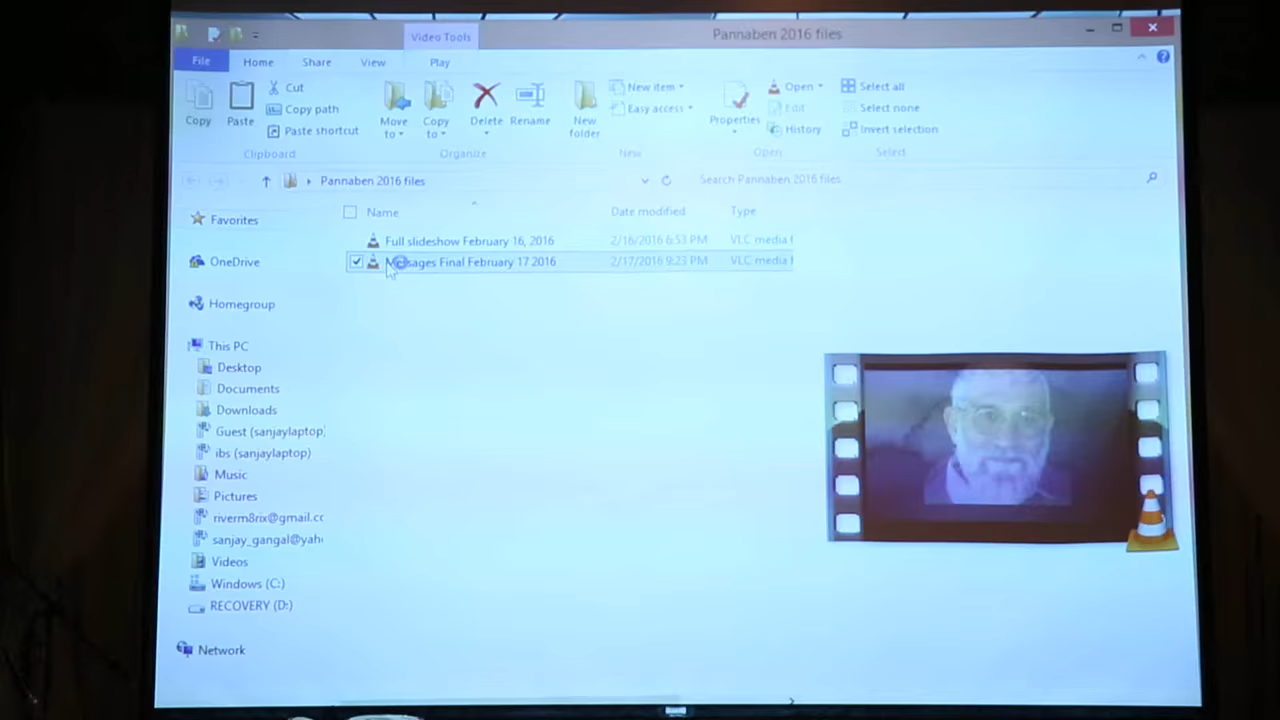 Video Tools
Pannaben 2016 files
File Home Share View Play
Copy
Paste
Cut
Copy path
Paste shortcut
Clipboard
Move to
Copy to
Delete
Rename
Organize
New folder
New item
Easy access
New
Properties
Open
Edit
History
Open
Select all
Select none
Invert selection
Select
Pannaben 2016 files
Search Pannaben 2016 files
Name Date modified Type
Full slideshow February 16, 2016 2/16/2016 6:53 PM VLC media f
Messages Final February 17 2016 2/17/2016 9:23 PM VLC media f
Favorites
OneDrive
Homegroup
This PC
Desktop
Documents
Downloads
Guest (sanjaylaptop)
ibs (sanjaylaptop)
Music
Pictures
riverm8rix@gmail.cc
sanjay_gangal@yah
Videos
Windows (C:)
RECOVERY (D:)
Network